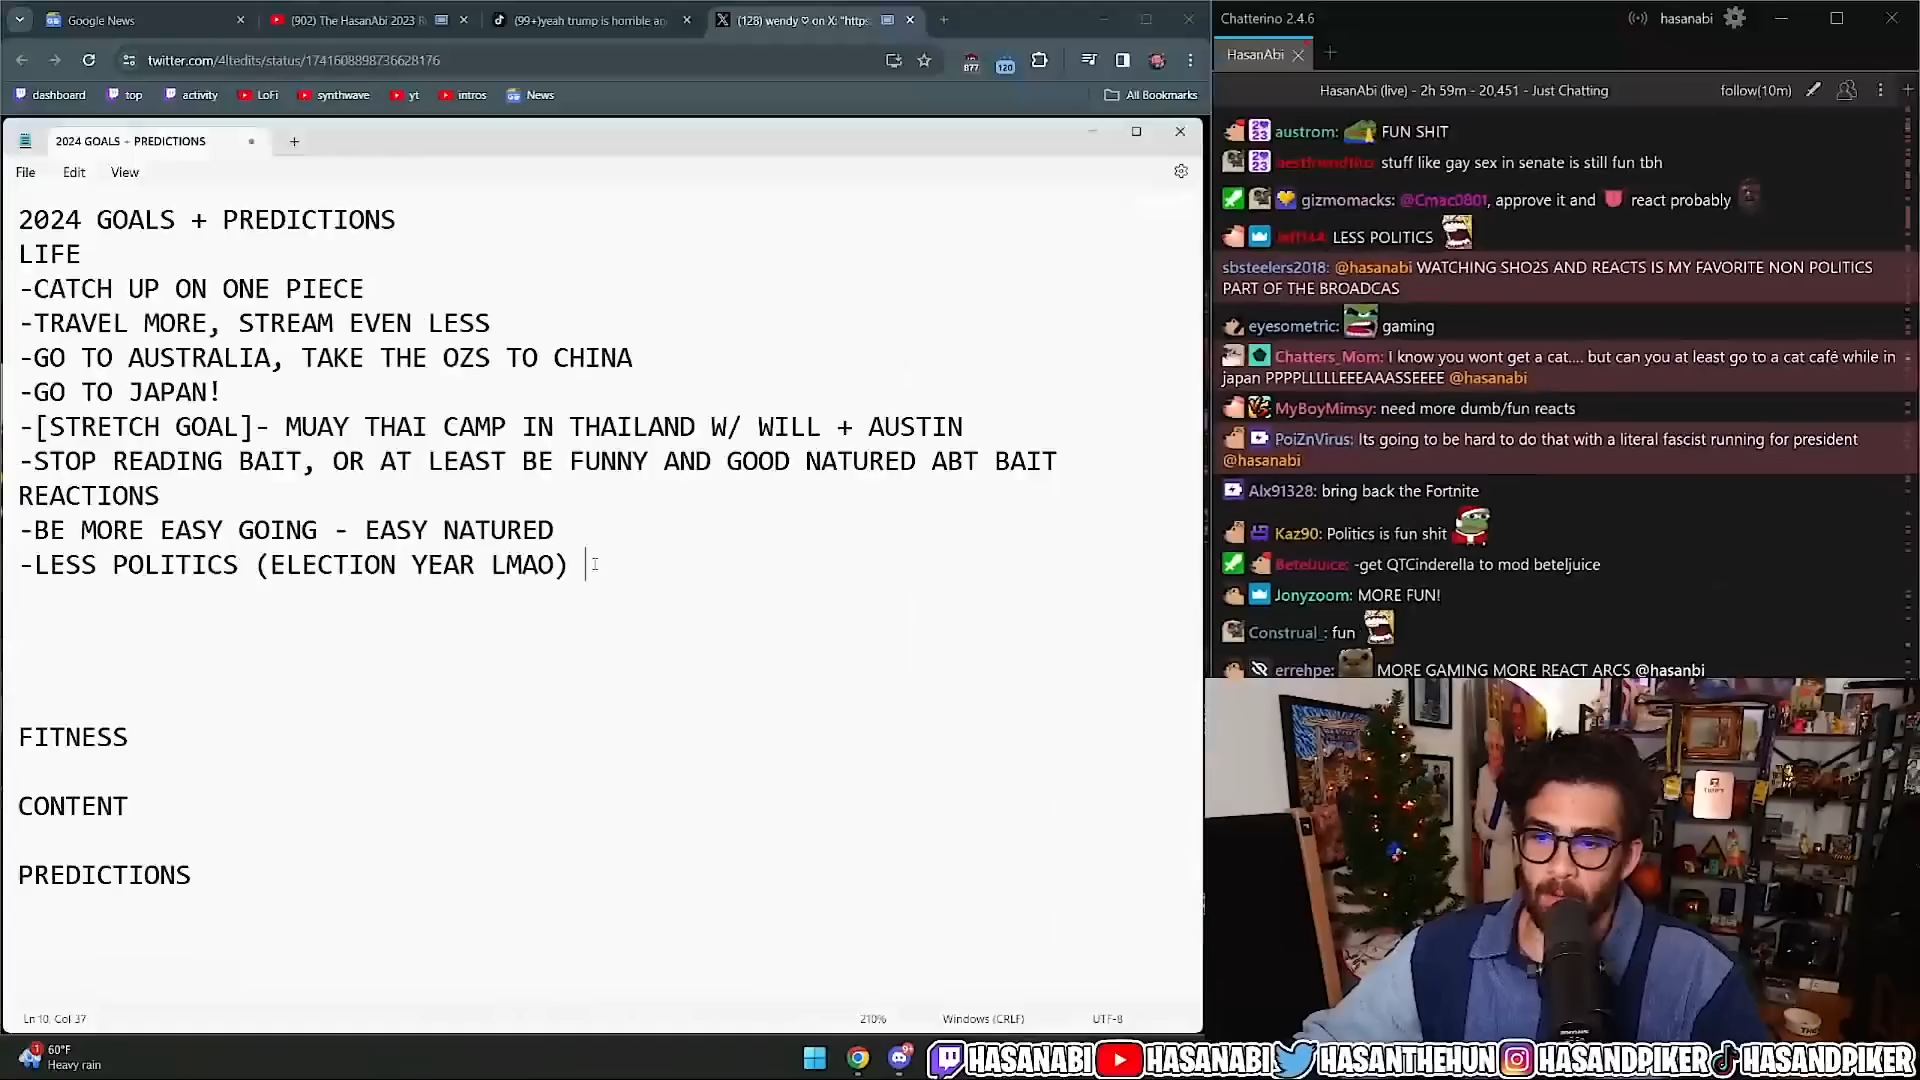 Google News
(902) The HasanAbi 2023 R
(99+)yeah trump is horrible an
(128) wendy ♡ on X: "https:
twitter.com/4ltedits/status/1741608898736628176
877
120
dashboard
top
activity
LoFi
synthwave
yt
intros
News
All Bookmarks
2024 GOALS + PREDICTIONS
File
Edit
View
2024 GOALS + PREDICTIONS
LIFE
-CATCH UP ON ONE PIECE
-TRAVEL MORE, STREAM EVEN LESS
-GO TO AUSTRALIA, TAKE THE OZS TO CHINA
-GO TO JAPAN!
-[STRETCH GOAL]- MUAY THAI CAMP IN THAILAND W/ WILL + AUSTIN
-STOP READING BAIT, OR AT LEAST BE FUNNY AND GOOD NATURED ABT BAIT
REACTIONS
-BE MORE EASY GOING - EASY NATURED
-LESS POLITICS (ELECTION YEAR LMAO)
FITNESS
CONTENT
PREDICTIONS
Ln 10, Col 37
210%
Windows (CRLF)
UTF-8
60°F
Heavy rain
Chatterino 2.4.6
hasanabi
HasanAbi
HasanAbi (live) - 2h 59m - 20,451 - Just Chatting
follow(10m)
austrom: FUN SHIT
stuff like gay sex in senate is still fun tbh
gizmomacks: @Cmac0801, approve it and react probably
LESS POLITICS
sbsteelers2018: @hasanabi WATCHING SHO2S AND REACTS IS MY FAVORITE NON POLITICS
PART OF THE BROADCAS
eyesometric: gaming
Chatters_Mom: I know you wont get a cat.... but can you at least go to a cat café while in
japan PPPPLLLLLEEEAAASSEEEE @hasanabi
MyBoyMimsy: need more dumb/fun reacts
PoiZnVirus: Its going to be hard to do that with a literal fascist running for president
@hasanabi
Alx91328: bring back the Fortnite
Kaz90: Politics is fun shit
BetelJuice: -get QTCinderella to mod beteljuice
Jonyzoom: MORE FUN!
Construal_: fun
errehpe: MORE GAMING MORE REACT ARCS @hasanbi
HASANABI HASANABI HASANTHEHUN HASANDPIKER HASANDPIKER